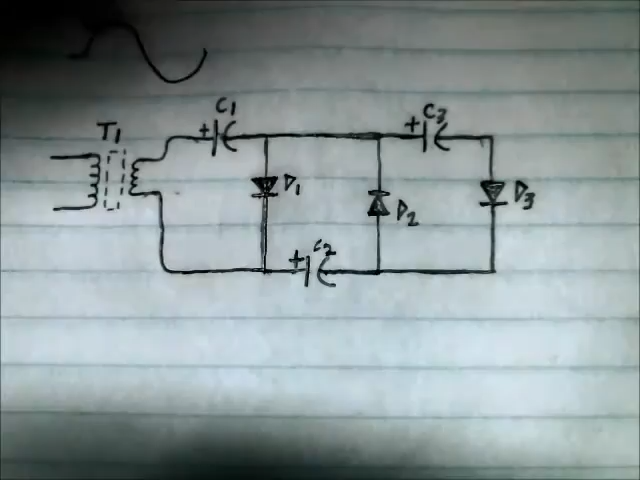 T1
+ C1
D1
D2
+ C3
D3
+ C2